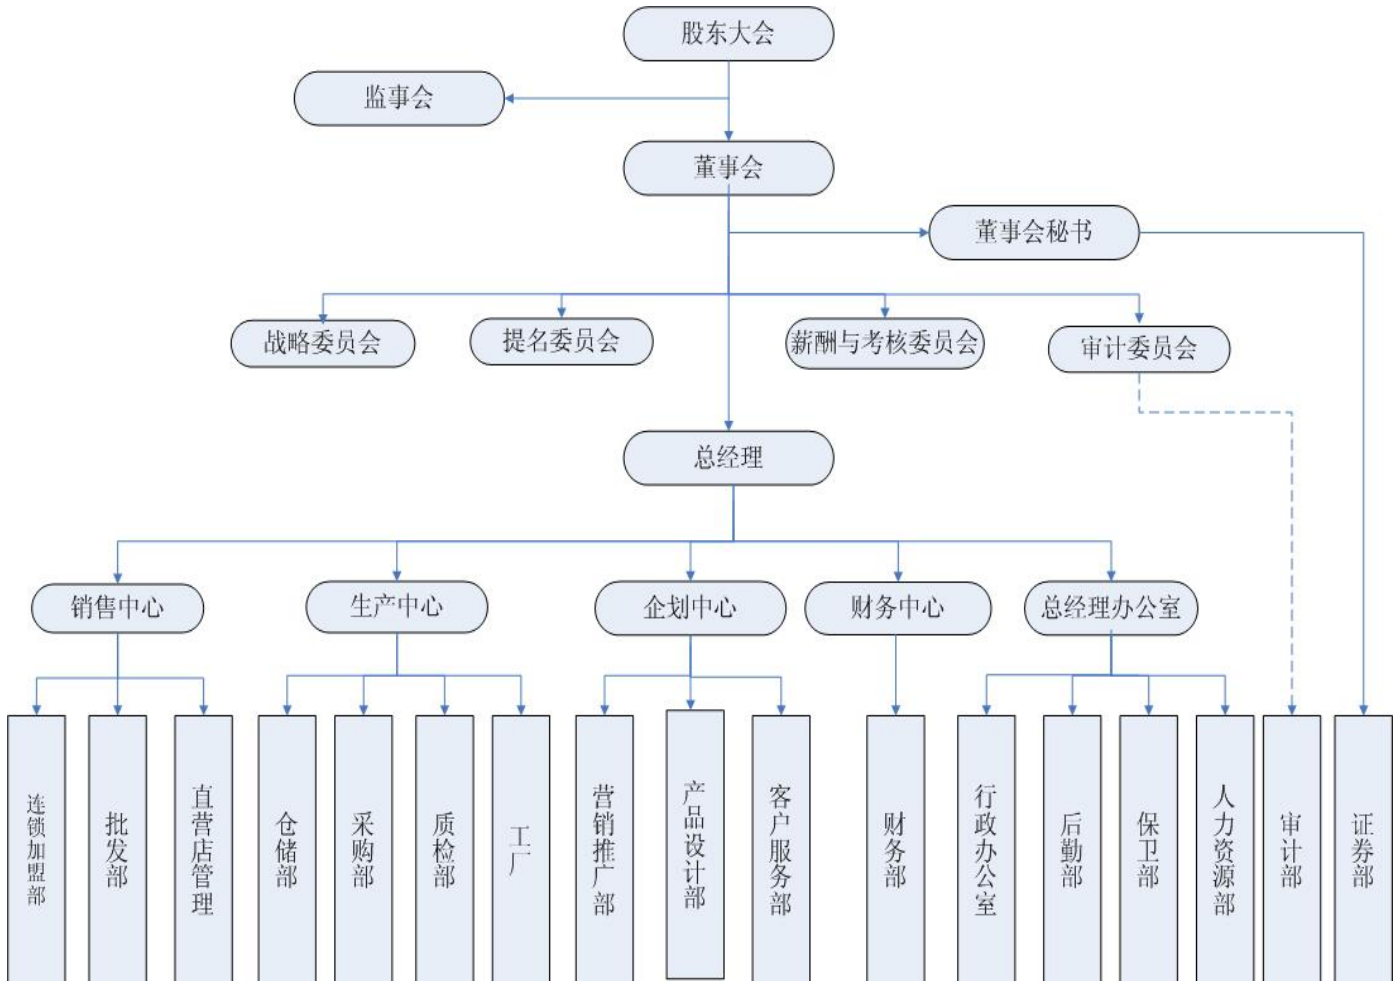 股东大会
监事会
董事会
董事会秘书
战略委员会
提名委员会
薪酬与考核委员会
审计委员会
总经理
销售中心
生产中心
企划中心
财务中心
总经理办公室
连锁加盟部
批发部
直营店管理
仓储部
采购部
质检部
工厂
营销推广部
产品设计部
客户服务部
财务部
行政办公室
后勤部
保卫部
人力资源部
审计部
证券部